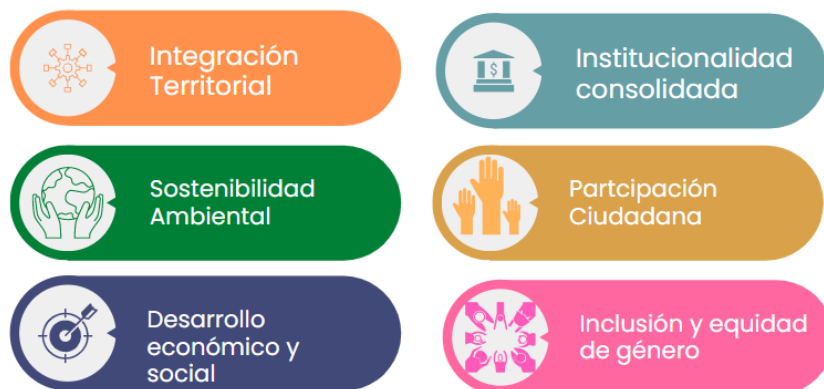 Integración
Territorial
Institucionalidad
consolidada
Sostenibilidad
Ambiental
Partcipación
Ciudadana
Desarrollo
económico y
social
Inclusión y equidad
de género
$